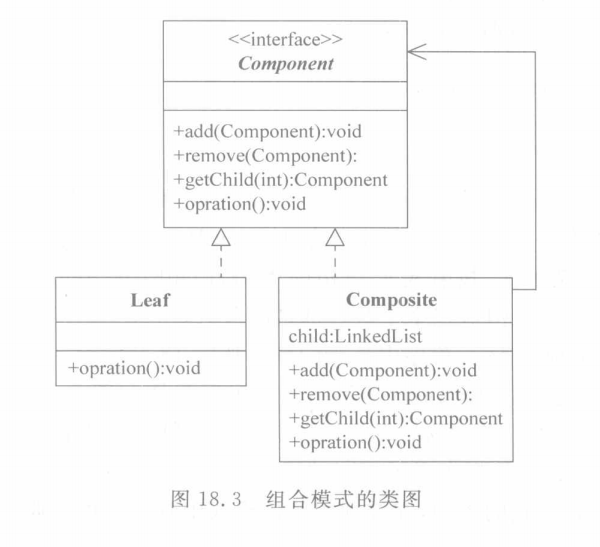 <<interface>>
Component
+add(Component):void
+remove(Component):
+getChild(int):Component
+opration():void
Leaf
+opration():void
Composite
child:LinkedList
+add(Component):void
+remove(Component):
+getChild(int):Component
+opration():void
图 18.3 组合模式的类图